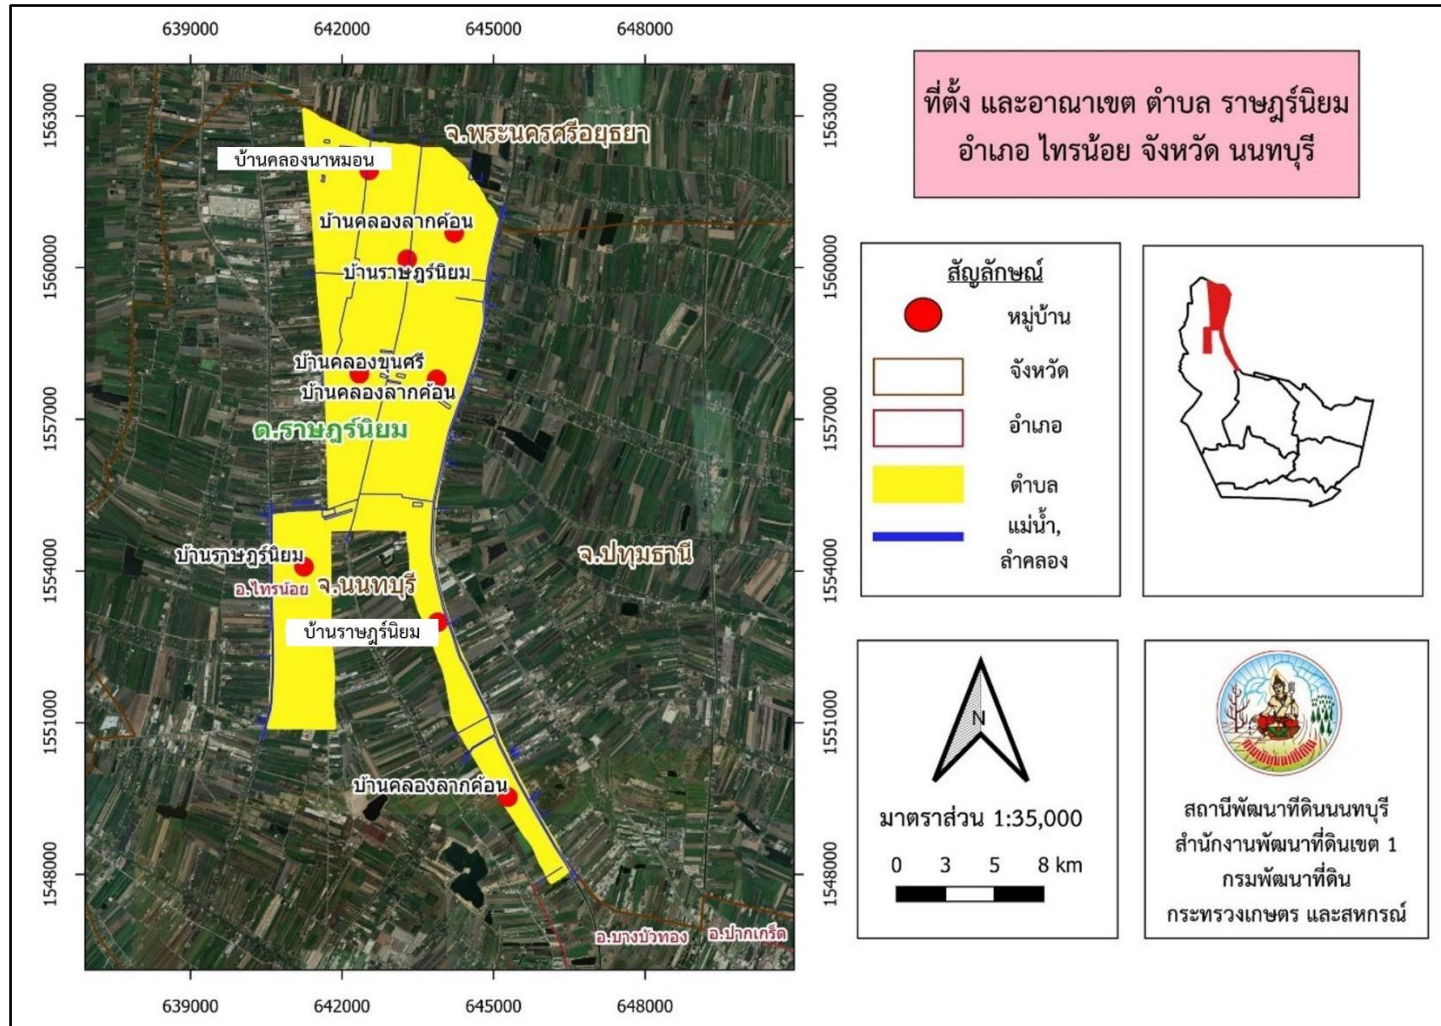 639000 642000 645000 648000
1563000
1560000
1557000
1554000
1551000
1548000
จ.พระนครศรีอยุธยา
บ้านคลองนาหมอน
บ้านคลองลากค้อน
บ้านราษฎร์นิยม
บ้านคลองขุนศรี
บ้านคลองลากค้อน
ต.ราษฎร์นิยม
จ.ปทุมธานี
บ้านราษฎร์นิยม
อ.ไทรน้อย
จ.นนทบุรี
บ้านราษฎร์นิยม
บ้านคลองลากค้อน
อ.บางบัวทอง
อ.ปากเกร็ด
1563000
1560000
1557000
1554000
1551000
1548000
639000 642000 645000 648000
ที่ตั้ง และอาณาเขต ตำบล ราษฎร์นิยม
อำเภอ ไทรน้อย จังหวัด นนทบุรี
สัญลักษณ์
หมู่บ้าน
จังหวัด
อำเภอ
ตำบล
แม่น้ำ,
ลำคลอง
N
มาตราส่วน 1:35,000
0 3 5 8 km
สถานีพัฒนาที่ดินนนทบุรี
สำนักงานพัฒนาที่ดินเขต 1
กรมพัฒนาที่ดิน
กระทรวงเกษตร และสหกรณ์